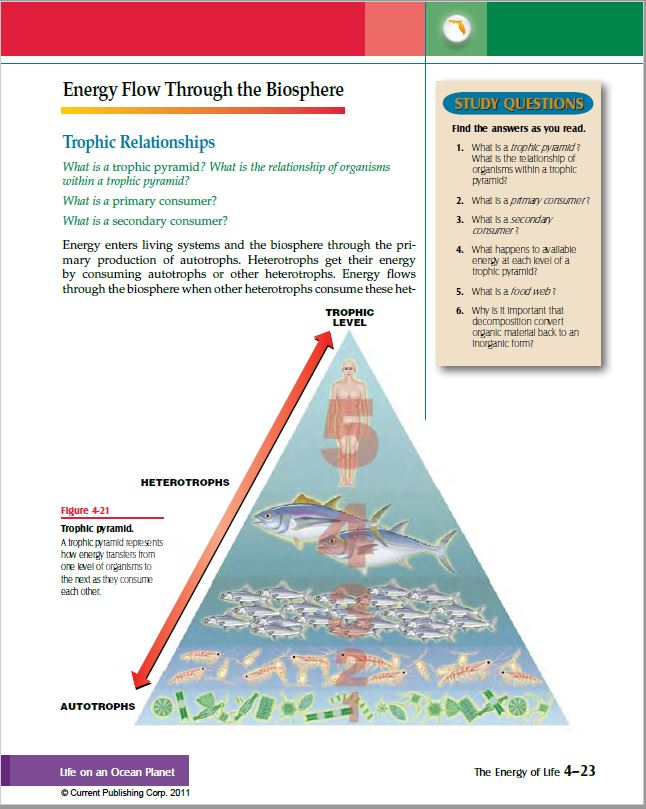 Energy Flow Through the Biosphere
Trophic Relationships
What is a trophic pyramid? What is the relationship of organisms
within a trophic pyramid?
What is a primary consumer?
What is a secondary consumer?
Energy enters living systems and the biosphere through the pri-
mary production of autotrofs. Heterotrophs get their energy
by consuming autotrophs or other heterotrophs. Energy flows
through the biosphere when other heterotrophs consume these het-
STUDY QUESTIONS
Find the answers as you read.
1. What is a trophic pyramid?
What is the relationship of
organisms within a trophic
pyramid?
2. What is a primary consumer?
3. What is a secondary
consumer?
4. What happens to available
energy at each level of a
trophic pyramid?
5. What is a food web?
6. Why is it important that
decomposition convert
organic material back to an
inorganic form?
TROPHIC
LEVEL
5
HETEROTROPHS
4
Figure 4-21
Trophic pyramid.
A trophic pyramid represents
how energy transfers from
one level of organisms to
the next as they consume
each other.
3
2
AUTOTROPHS
1
Life on an Ocean Planet
The Energy of Life 4–23
© Current Publishing Corp. 2011